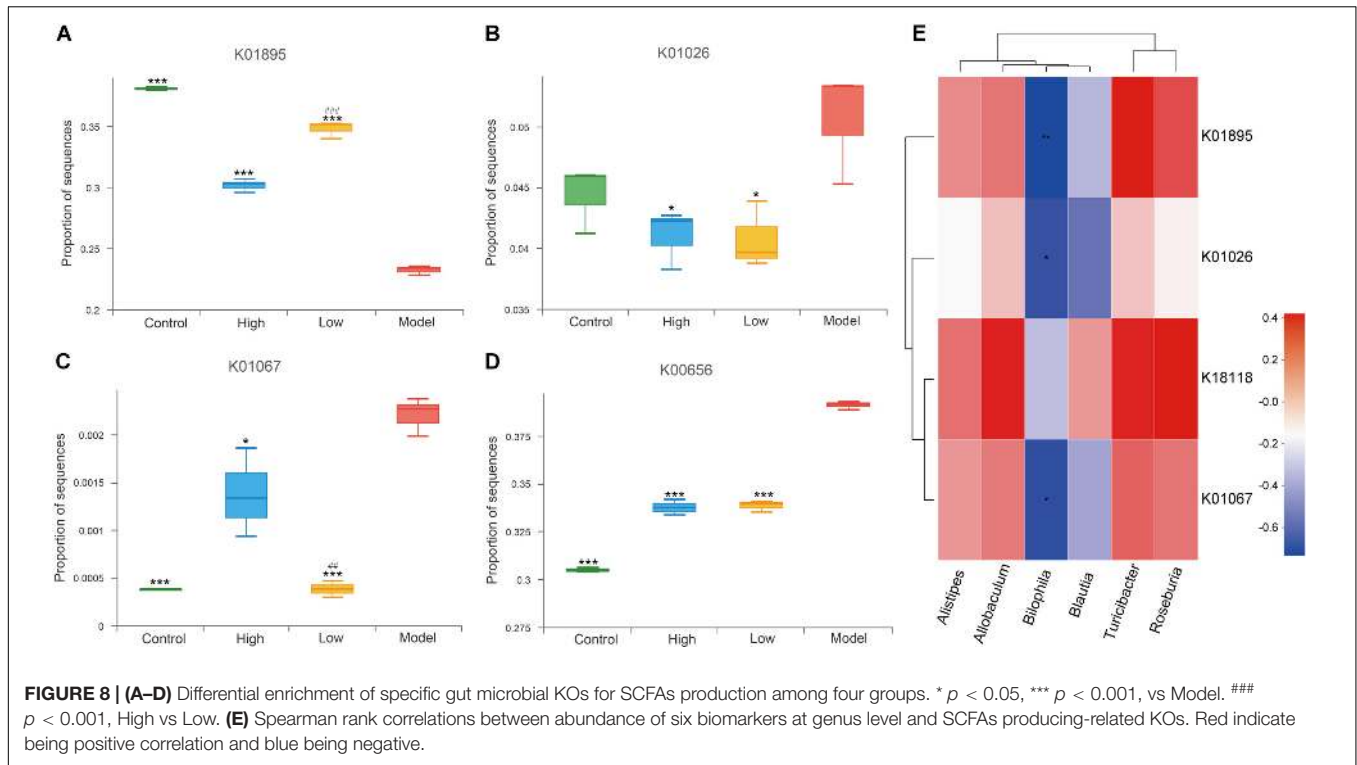 A
K01895
Proportion of sequences
0.35
0.3
0.25
0.2
***
***
###
***
Control High Low Model
B
K01026
Proportion of sequences
0.05
0.045
0.04
0.035
*
*
Control High Low Model
C
K01067
Proportion of sequences
0.002
0.0015
0.001
0.0005
0
***
*
##
***
Control High Low Model
D
K00656
Proportion of sequences
0.375
0.35
0.325
0.3
0.275
***
***
***
Control High Low Model
E
**
K01895
*
K01026
K18118
*
K01067
0.4
0.2
-0.0
-0.2
-0.4
-0.6
Alistipes
Allobaculum
Bilophila
Blautia
Turicibacter
Roseburia
FIGURE 8 | (A–D) Differential enrichment of specific gut microbial KOs for SCFAs production among four groups. * p < 0.05, *** p < 0.001, vs Model. ###
p < 0.001, High vs Low. (E) Spearman rank correlations between abundance of six biomarkers at genus level and SCFAs producing-related KOs. Red indicate
being positive correlation and blue being negative.